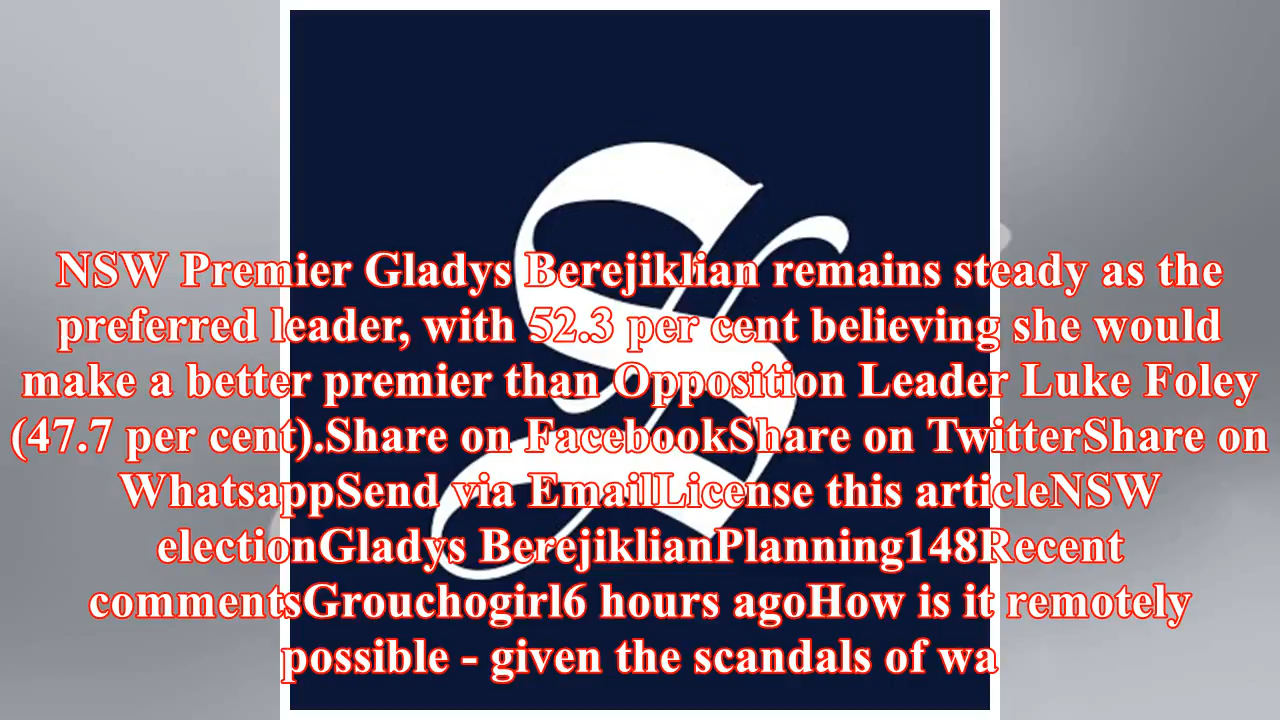 NSW Premier Gladys Berejiklian remains steady as the
preferred leader, with 52.3 per cent believing she would
make a better premier than Opposition Leader Luke Foley
(47.7 per cent).Share on FacebookShare on TwitterShare on
WhatsappSend via EmailLicense this articleNSW
electionGladys BerejiklianPlanning148Recent
commentsGrouchogirl6 hours agoHow is it remotely
possible - given the scandals of wa